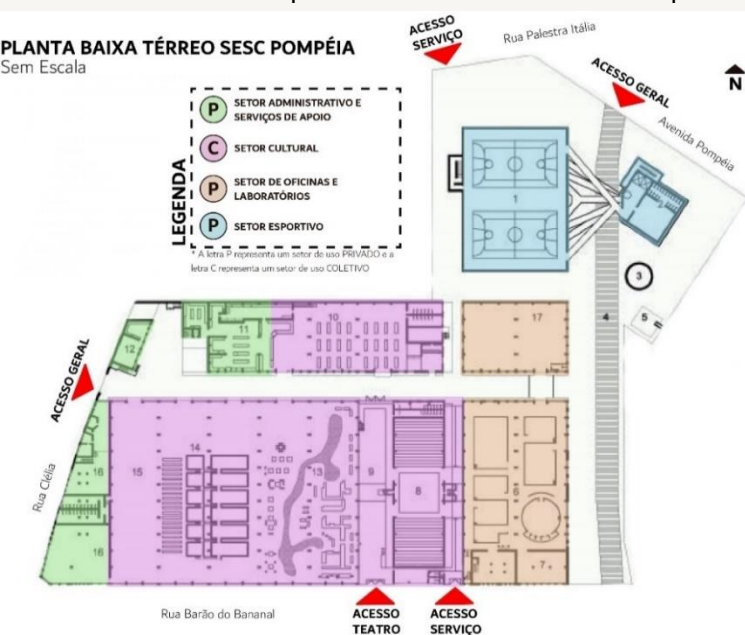 PLANTA BAIXA TÉRREO SESC POMPÉIA
Sem Escala
ACESSO
SERVIÇO
Rua Palestra Itália
ACESSO GERAL
Avenida Pompéia
N
LEGENDA
P SETOR ADMINISTRATIVO E
SERVIÇOS DE APOIO
C SETOR CULTURAL
P SETOR DE OFICINAS E
LABORATÓRIOS
P SETOR ESPORTIVO
* A letra P representa um setor de uso PRIVADO e a
letra C representa um setor de uso COLETIVO
1
3
4
5
17
10
11
12
ACESSO GERAL
Rua Clélia
14
15
13
9
8
16
16
6
7
Rua Barão do Bananal
ACESSO
TEATRO
ACESSO
SERVIÇO